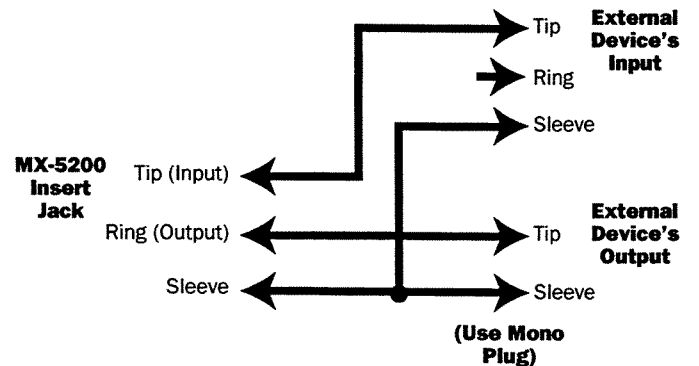 External
Device's
Input
Tip
Ring
Sleeve
MX-5200
Insert
Jack
Tip (Input)
Ring (Output)
Sleeve
External
Device's
Output
Tip
Sleeve
(Use Mono
Plug)